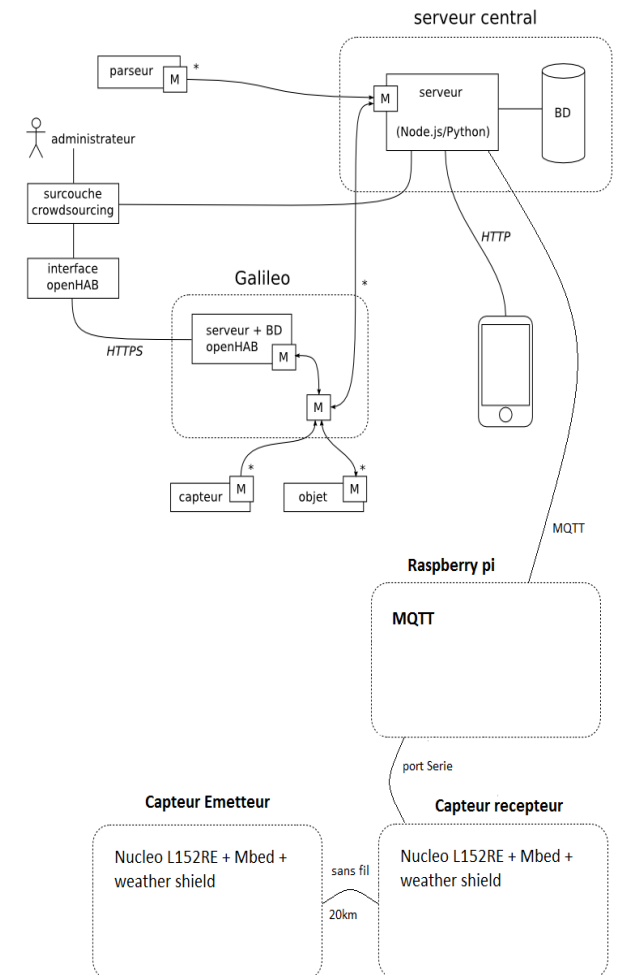 serveur central
parseur
M
*
M
serveur
(Node.js/Python)
BD
administrateur
surcouche
crowdsourcing
interface
openHAB
HTTP
Galileo
*
serveur + BD
openHAB
M
HTTPS
M
*
*
capteur
M
objet
M
MQTT
Raspberry pi
MQTT
port Serie
Capteur Emetteur
Capteur recepteur
Nucleo L152RE + Mbed +
weather shield
sans fil
20km
Nucleo L152RE + Mbed +
weather shield